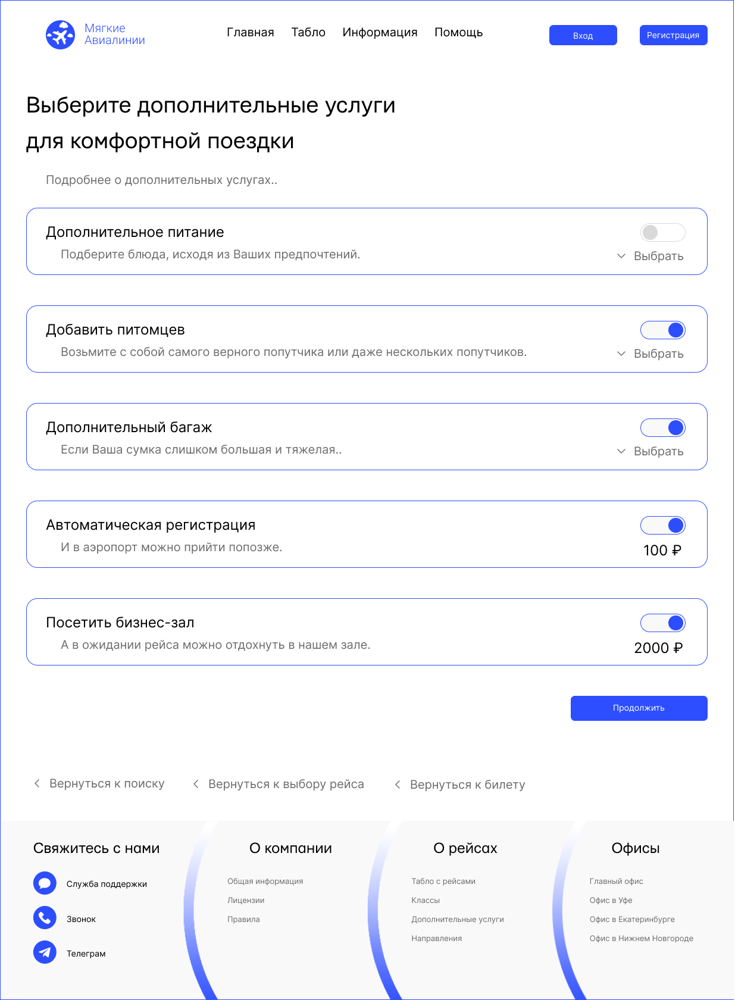 Мягкие
Авиалинии
Главная Табло Информация Помощь
Вход
Регистрация
Выберите дополнительные услуги
для комфортной поездки
Подробнее о дополнительных услугах..
Дополнительное питание
Подберите блюда, исходя из Ваших предпочтений.
Выбрать
Добавить питомцев
Возьмите с собой самого верного попутчика или даже нескольких попутчиков.
Выбрать
Дополнительный багаж
Если Ваша сумка слишком большая и тяжелая..
Выбрать
Автоматическая регистрация
И в аэропорт можно прийти попозже.
100 ₽
Посетить бизнес-зал
А в ожидании рейса можно отдохнуть в нашем зале.
2000 ₽
Продолжить
Вернуться к поиску
Вернуться к выбору рейса
Вернуться к билету
Свяжитесь с нами
Служба поддержки
Звонок
Телеграм
О компании
Общая информация
Лицензии
Правила
О рейсах
Табло с рейсами
Классы
Дополнительные услуги
Направления
Офисы
Главный офис
Офис в Уфе
Офис в Екатеринбурге
Офис в Нижнем Новгороде